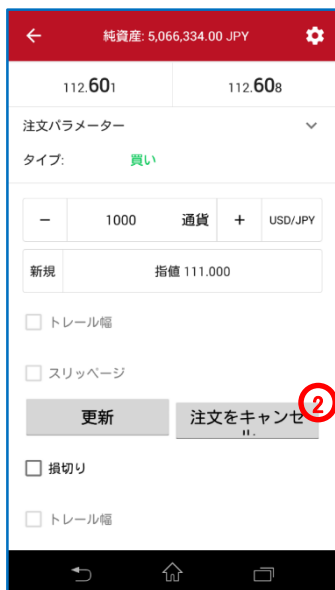 純資産: 5,066,334.00 JPY
112.601 112.608
注文パラメーター
タイプ: 買い
− 1000 通貨 + USD/JPY
新規 指値 111.000
トレール幅
スリッページ
2
更新 注文をキャンセ
ル
損切り
トレール幅